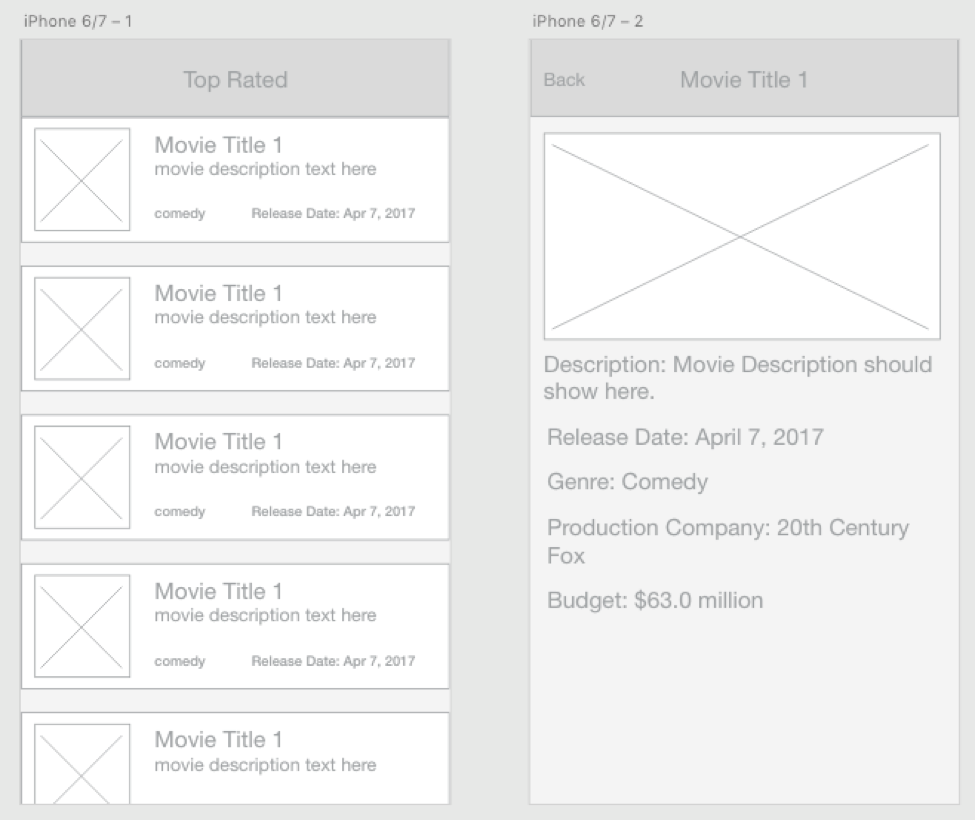 iPhone 6/7 – 1
Top Rated
Movie Title 1
movie description text here
comedy Release Date: Apr 7, 2017
Movie Title 1
movie description text here
comedy Release Date: Apr 7, 2017
Movie Title 1
movie description text here
comedy Release Date: Apr 7, 2017
Movie Title 1
movie description text here
comedy Release Date: Apr 7, 2017
Movie Title 1
movie description text here
iPhone 6/7 – 2
Back Movie Title 1
Description: Movie Description should
show here.
Release Date: April 7, 2017
Genre: Comedy
Production Company: 20th Century
Fox
Budget: $63.0 million